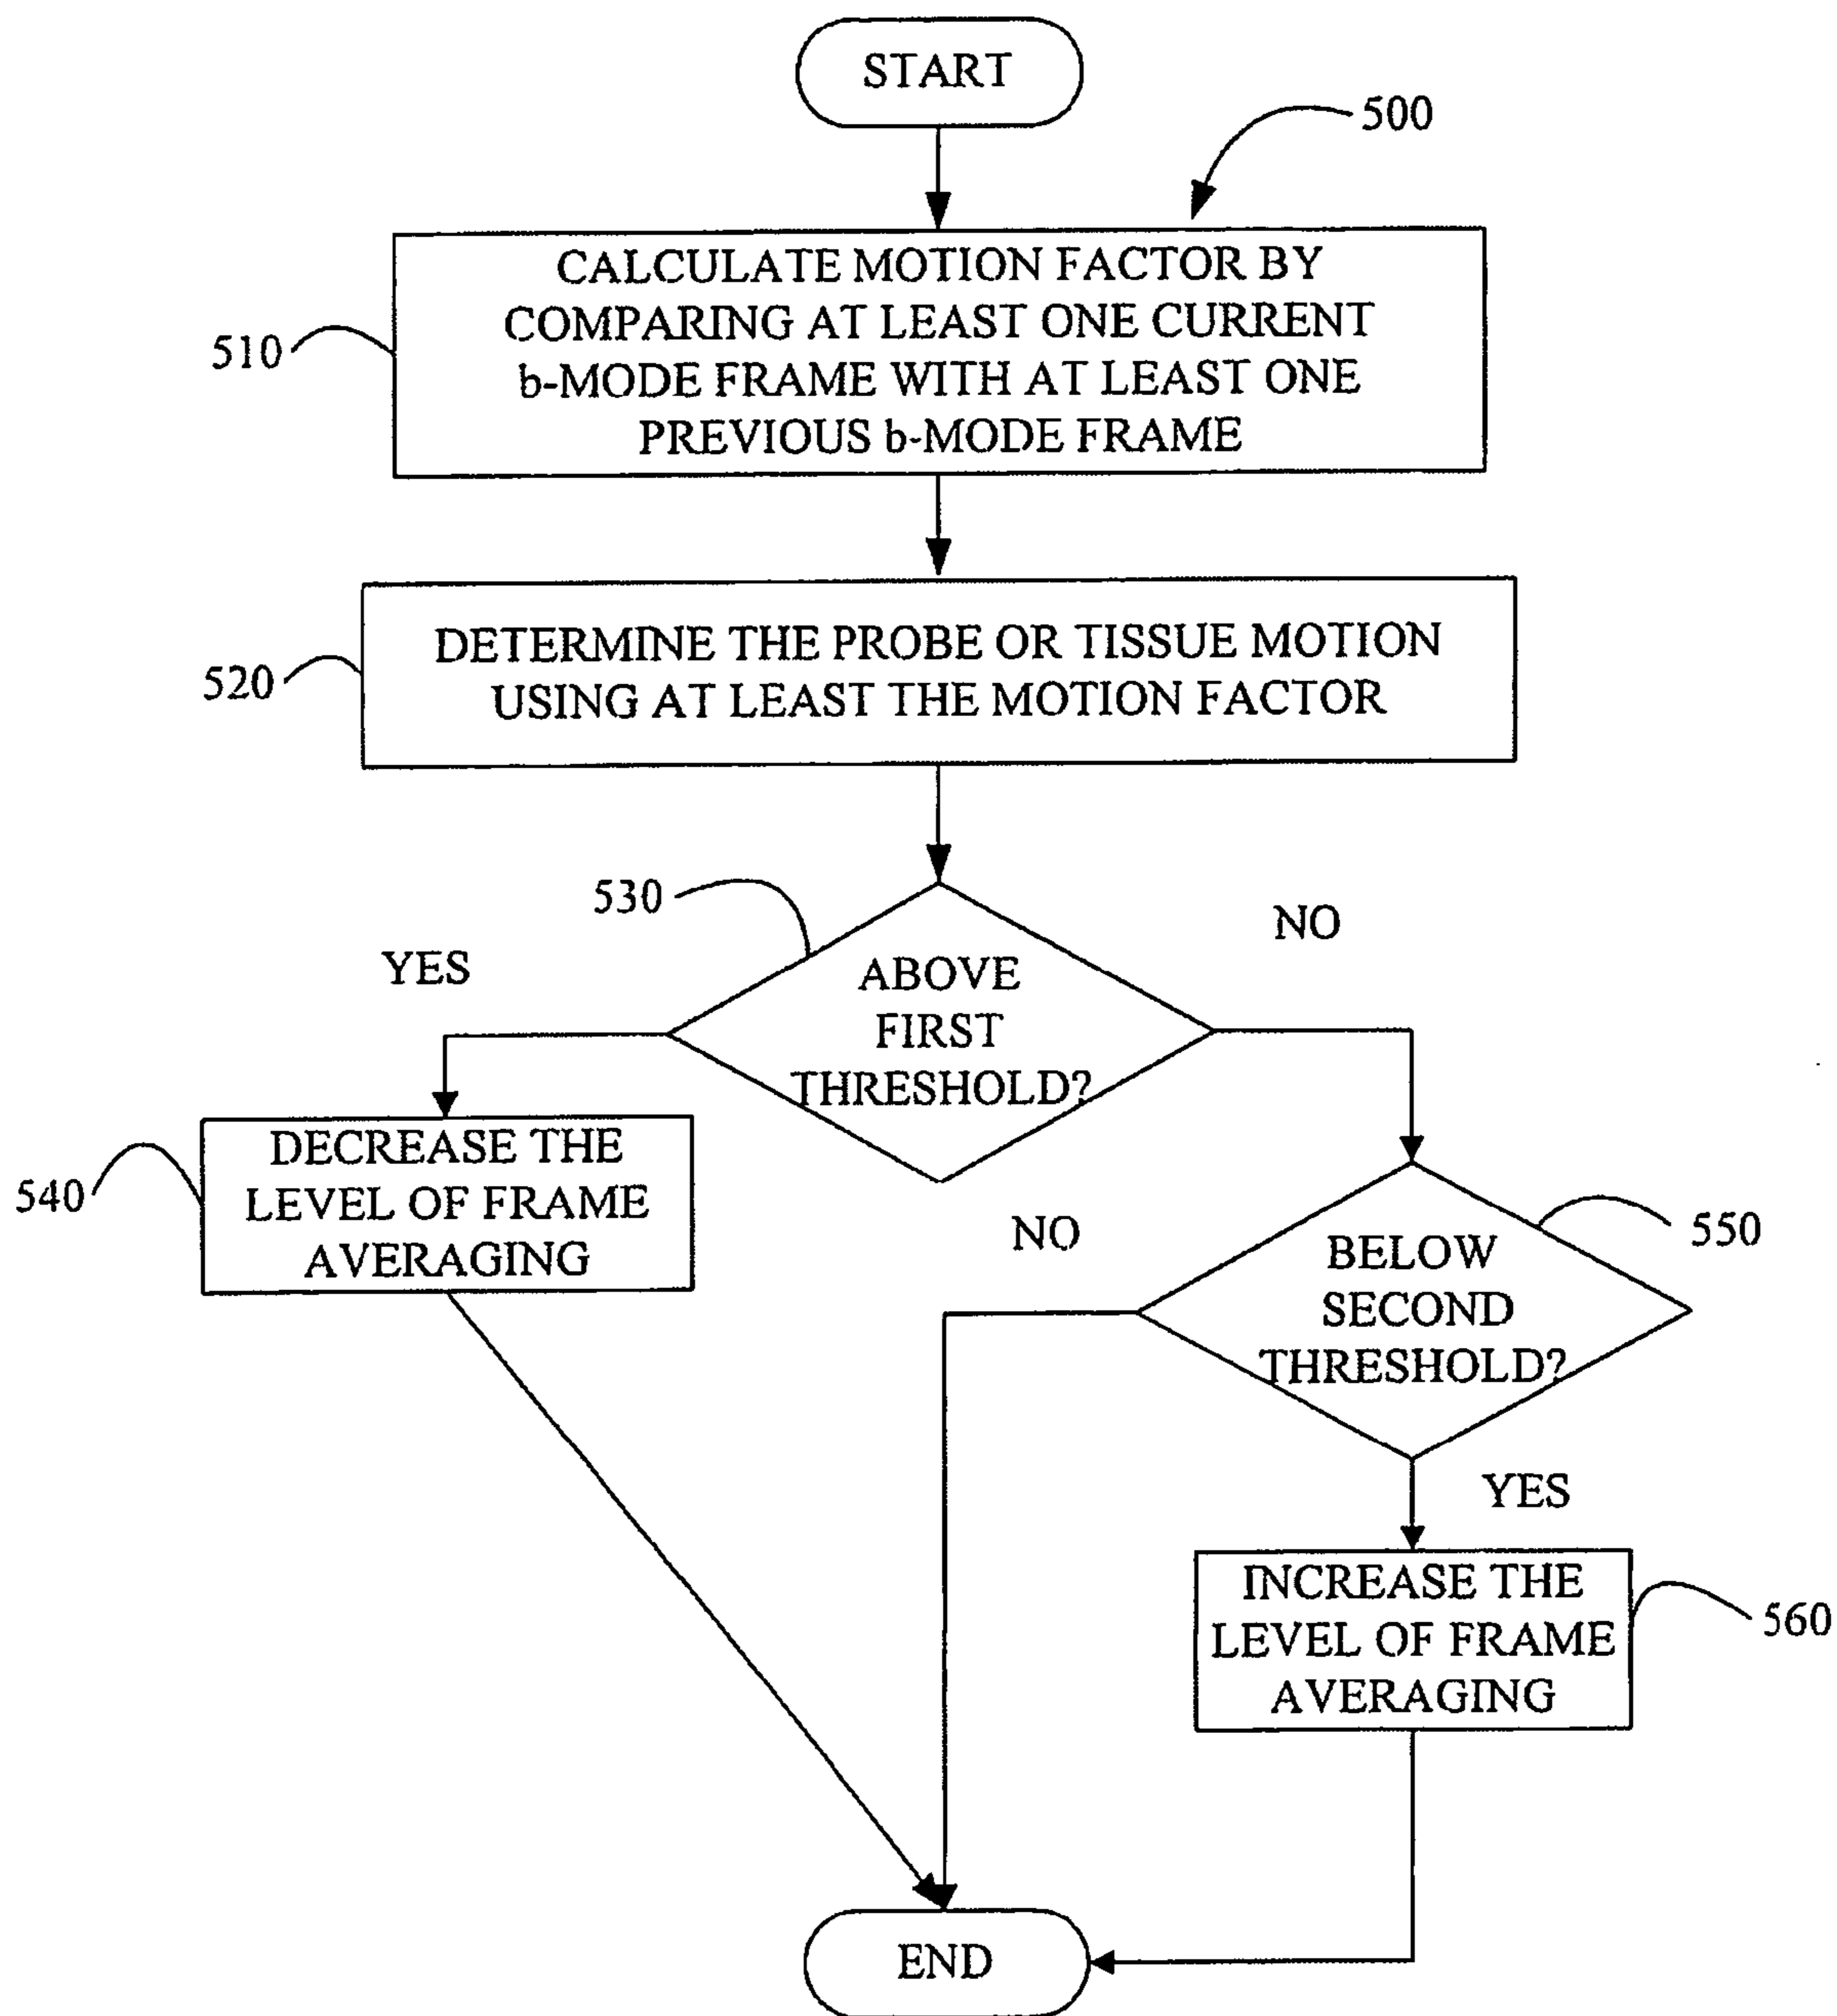 START
500
CALCULATE MOTION FACTOR BY
COMPARING AT LEAST ONE CURRENT
b-MODE FRAME WITH AT LEAST ONE
PREVIOUS b-MODE FRAME
510
DETERMINE THE PROBE OR TISSUE MOTION
USING AT LEAST THE MOTION FACTOR
520
530
NO
YES
ABOVE
FIRST
THRESHOLD?
DECREASE THE
LEVEL OF FRAME
AVERAGING
540
NO
550
BELOW
SECOND
THRESHOLD?
YES
INCREASE THE
LEVEL OF FRAME
AVERAGING
560
END